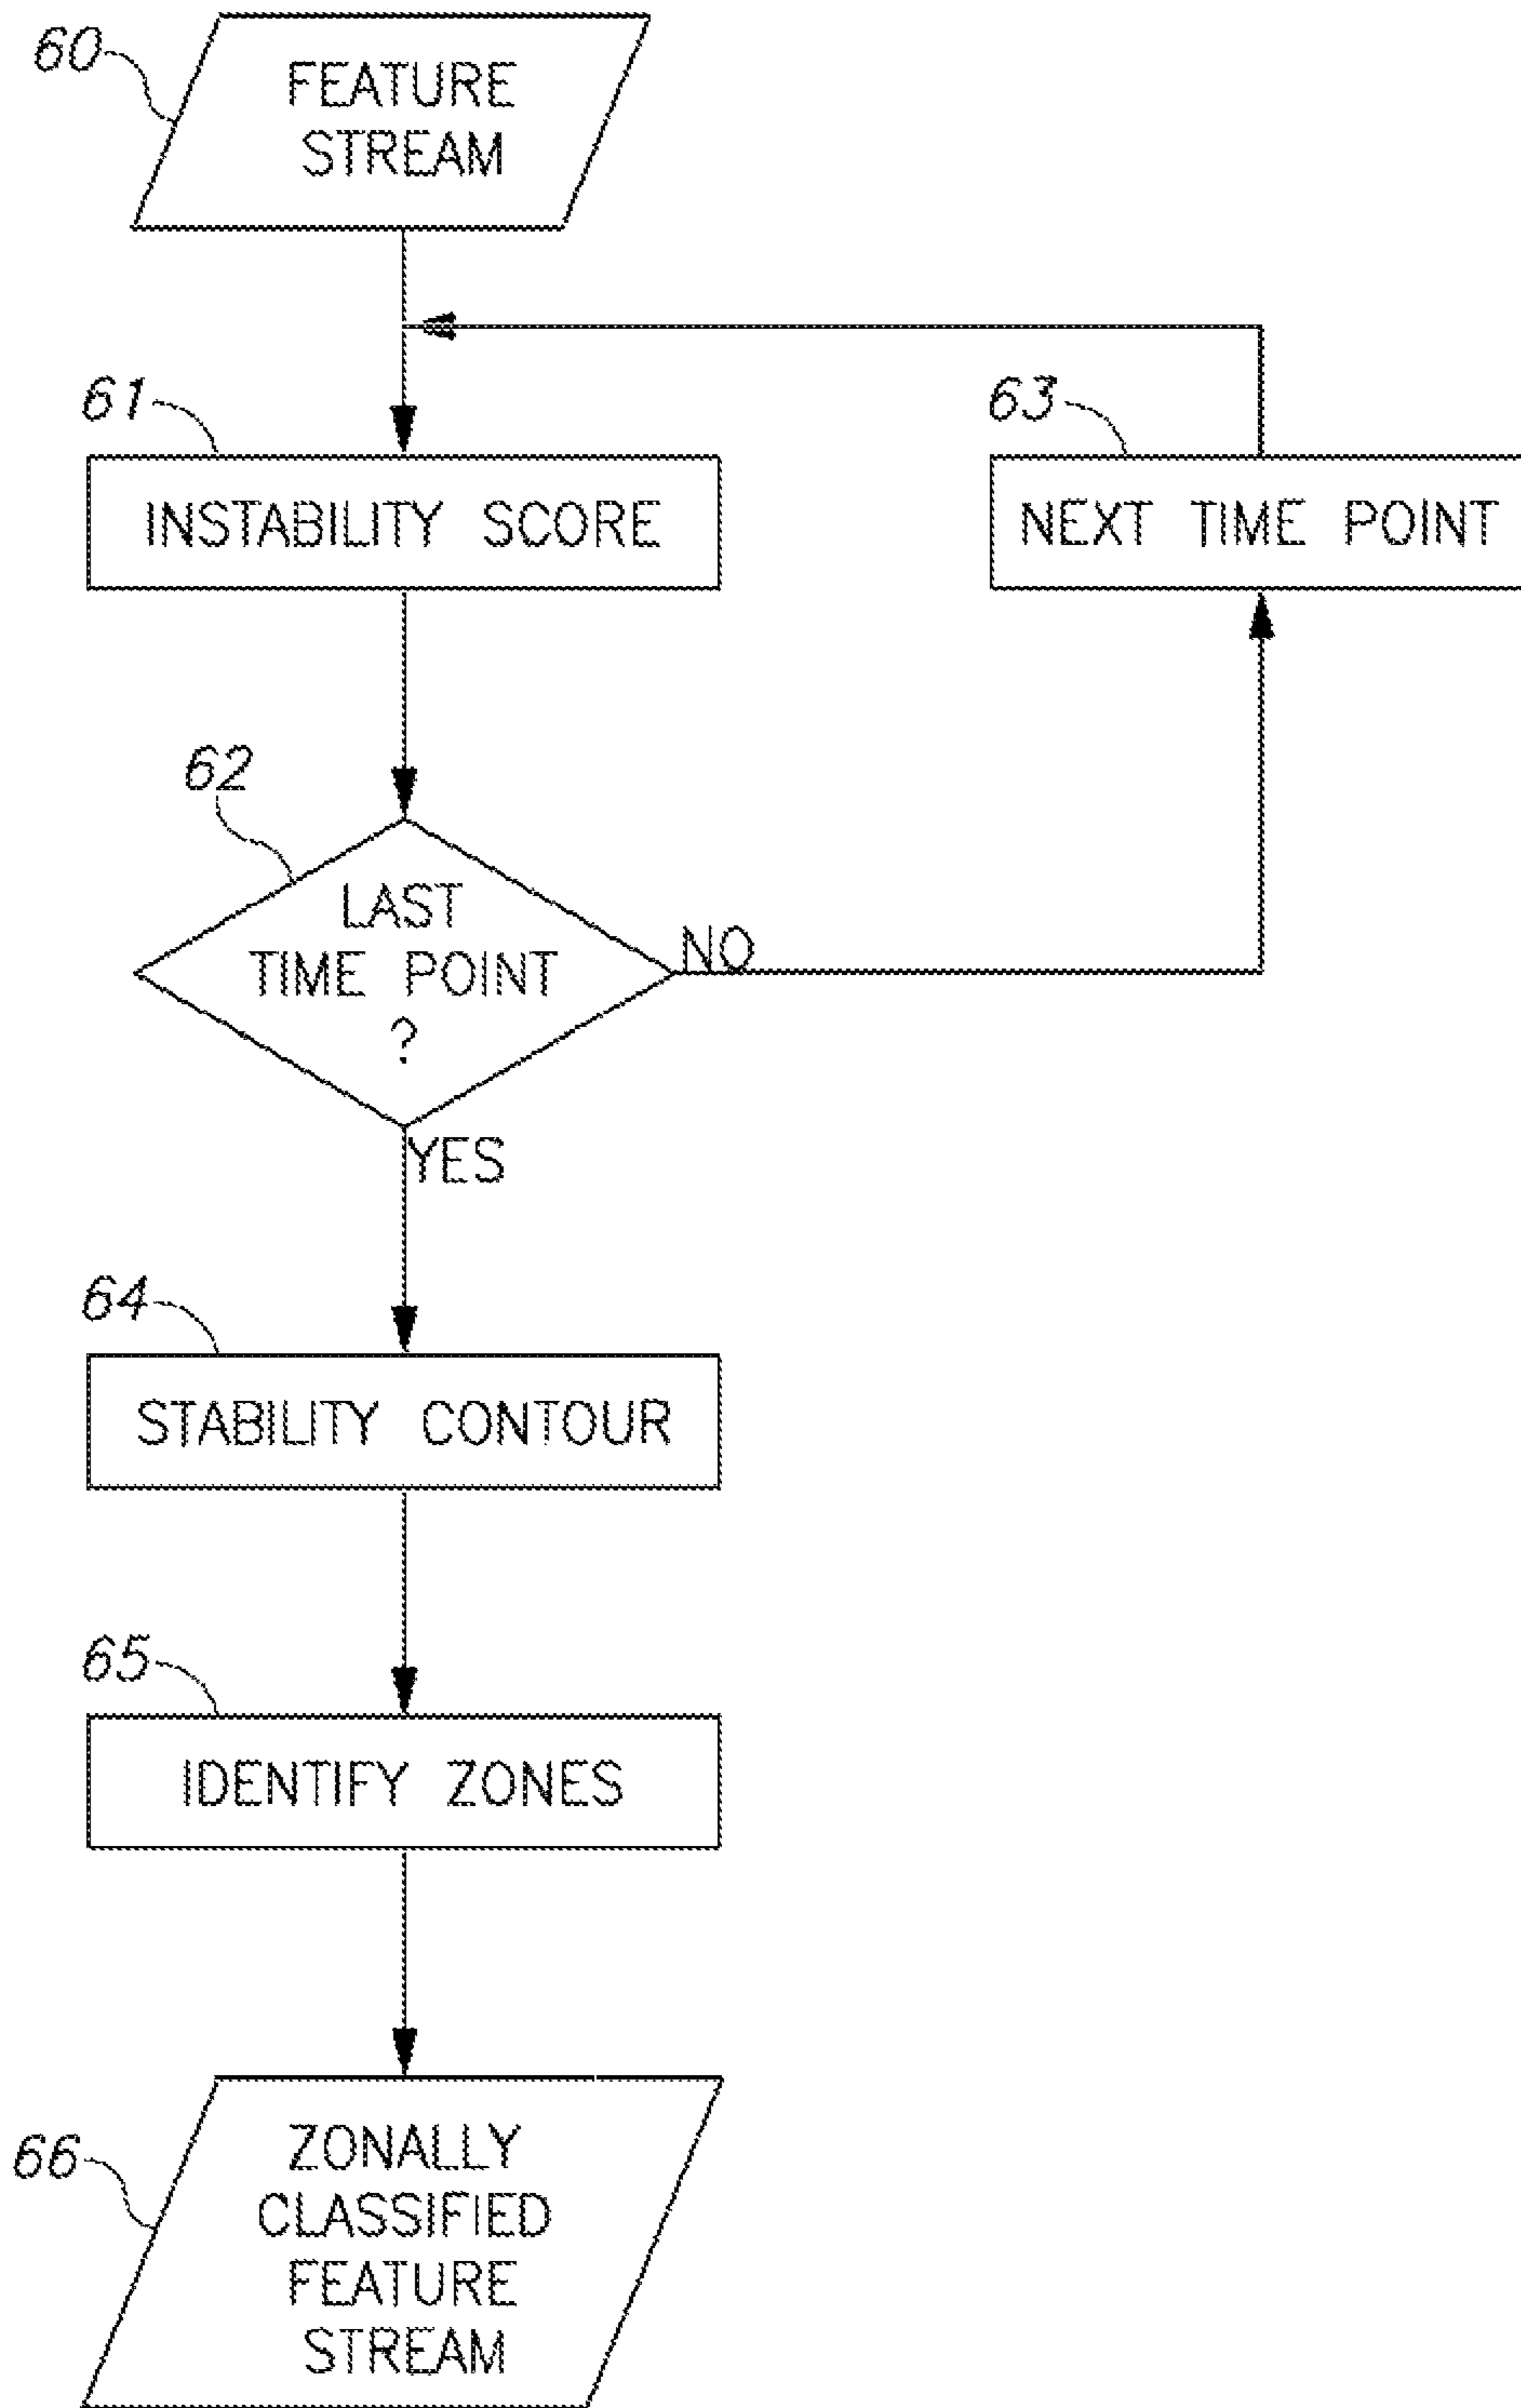 60
FEATURE
STREAM
61
INSTABILITY SCORE
63
NEXT TIME POINT
62
LAST
TIME POINT
?
NO
YES
64
STABILITY CONTOUR
65
IDENTIFY ZONES
66
ZONALLY
CLASSIFIED
FEATURE
STREAM